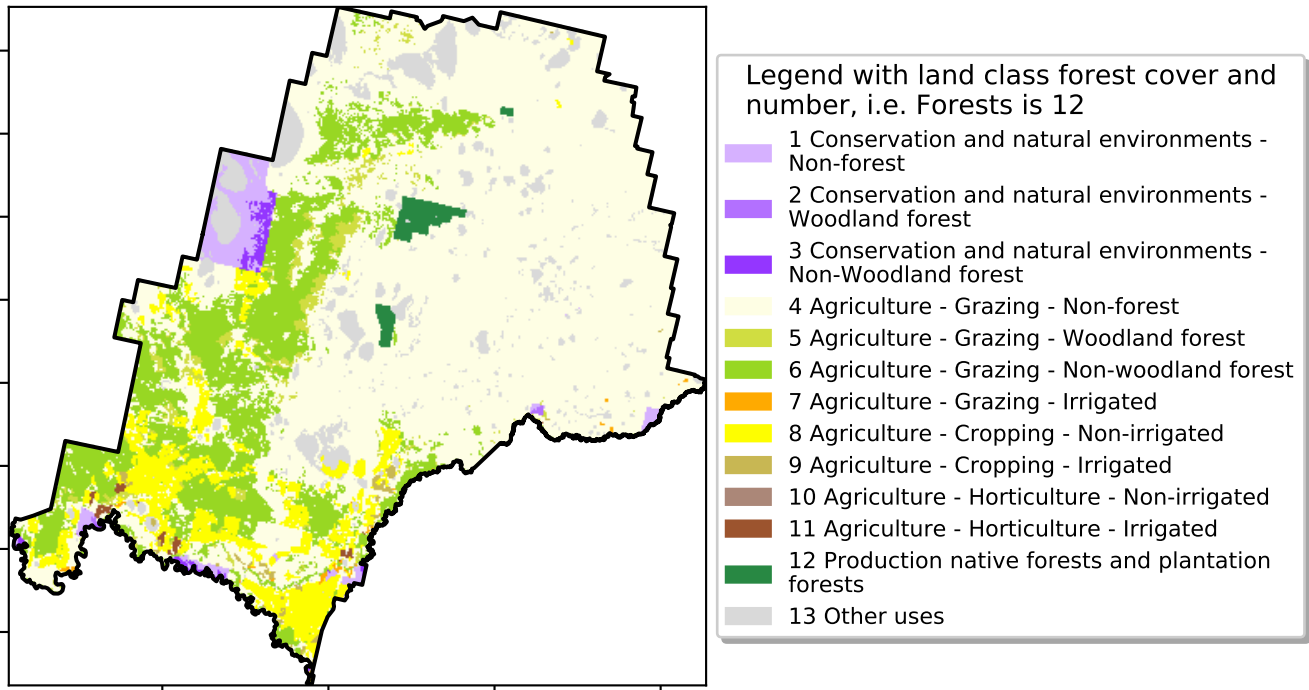 Legend with land class forest cover and
number, i.e. Forests is 12
1 Conservation and natural environments -
Non-forest
2 Conservation and natural environments -
Woodland forest
3 Conservation and natural environments -
Non-Woodland forest
4 Agriculture - Grazing - Non-forest
5 Agriculture - Grazing - Woodland forest
6 Agriculture - Grazing - Non-woodland forest
7 Agriculture - Grazing - Irrigated
8 Agriculture - Cropping - Non-irrigated
9 Agriculture - Cropping - Irrigated
10 Agriculture - Horticulture - Non-irrigated
11 Agriculture - Horticulture - Irrigated
12 Production native forests and plantation
forests
13 Other uses